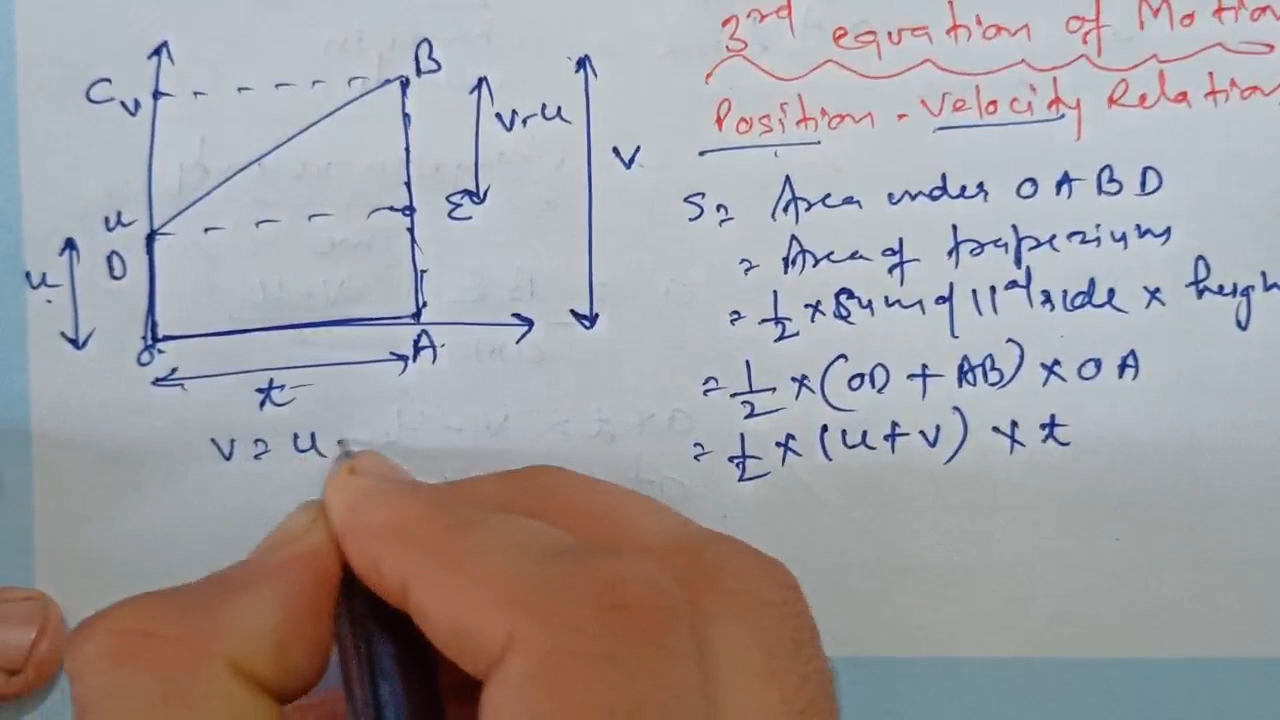 3rd equation of Motion
Position - Velocity Relation
C
v
B
v-u
v
u
D
u
E
O
A
t
v = u
S = Area under OABD
= Area of trapezium
= 1/2 × Sum of ||al side × heigh
= 1/2 × (OD + AB) × OA
= 1/2 × (u + v) × t